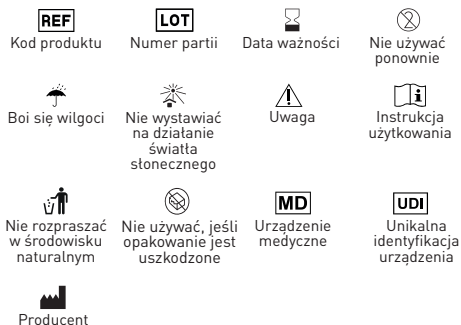 REF
LOT
Kod produktu
Numer partii
Data ważności
Nie używać
ponownie
2
Boi się wilgoci
Nie wystawiać
na działanie
światła
słonecznego
Uwaga
i
Instrukcja
użytkowania
Nie rozpraszać
w środowisku
naturalnym
Nie używać, jeśli
opakowanie jest
uszkodzone
MD
Urządzenie
medyczne
UDI
Unikalna
identyfikacja
urządzenia
Producent